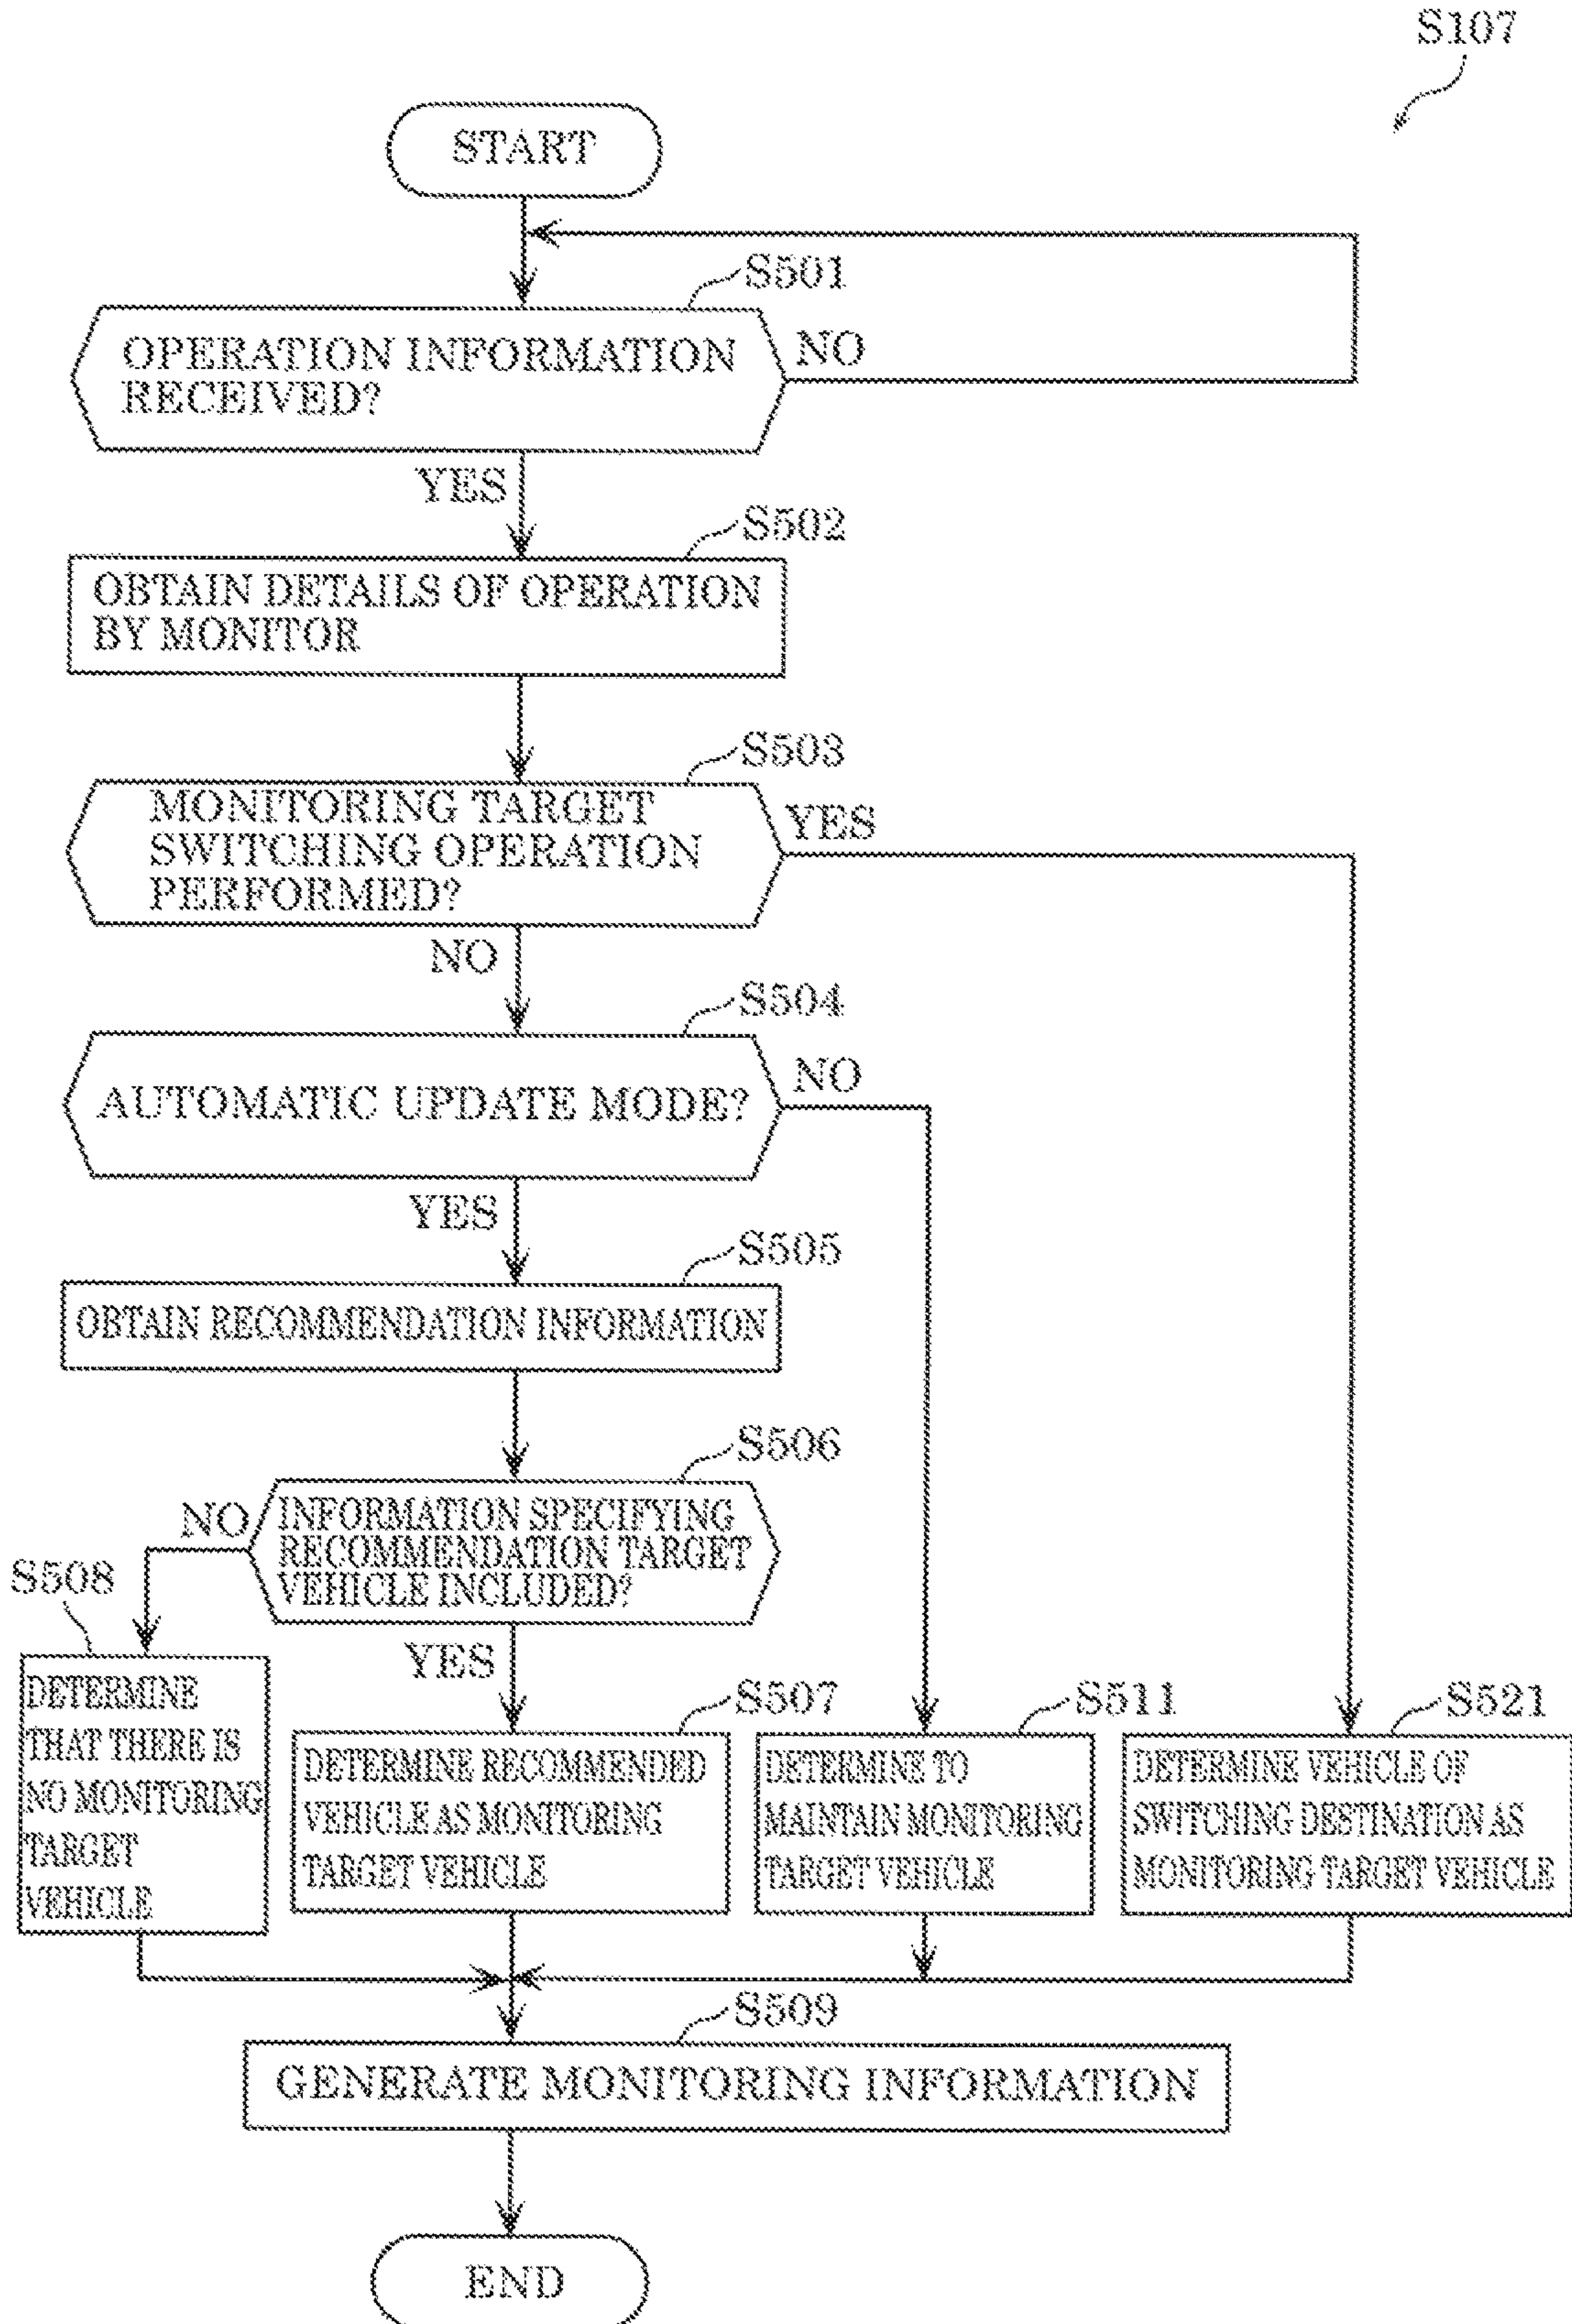 S107
START
S501
OPERATION INFORMATION
RECEIVED?
NO
YES
S502
OBTAIN DETAILS OF OPERATION
BY MONITOR
S503
MONITORING TARGET
SWITCHING OPERATION
PERFORMED?
YES
NO
S504
AUTOMATIC UPDATE MODE?
NO
YES
S505
OBTAIN RECOMMENDATION INFORMATION
S506
INFORMATION SPECIFYING
RECOMMENDATION TARGET
VEHICLE INCLUDED?
NO
YES
S508
DETERMINE
THAT THERE IS
NO MONITORING
TARGET
VEHICLE
S507
DETERMINE RECOMMENDED
VEHICLE AS MONITORING
TARGET VEHICLE
S511
DETERMINE TO
MAINTAIN MONITORING
TARGET VEHICLE
S521
DETERMINE VEHICLE OF
SWITCHING DESTINATION AS
MONITORING TARGET VEHICLE
S509
GENERATE MONITORING INFORMATION
END